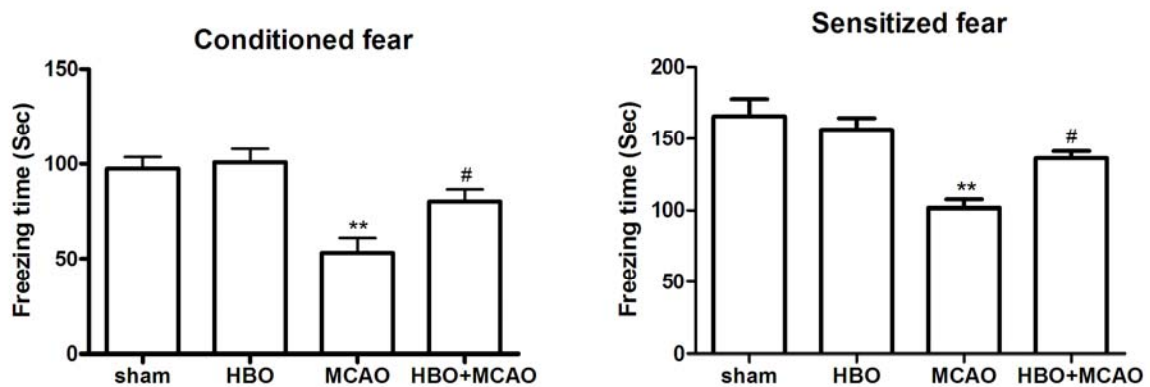 Conditioned fear
Freezing time (Sec)
150
100
50
0
**
#
sham HBO MCAO HBO+MCAO
Sensitized fear
Freezing time (Sec)
200
150
100
50
0
**
#
sham HBO MCAO HBO+MCAO